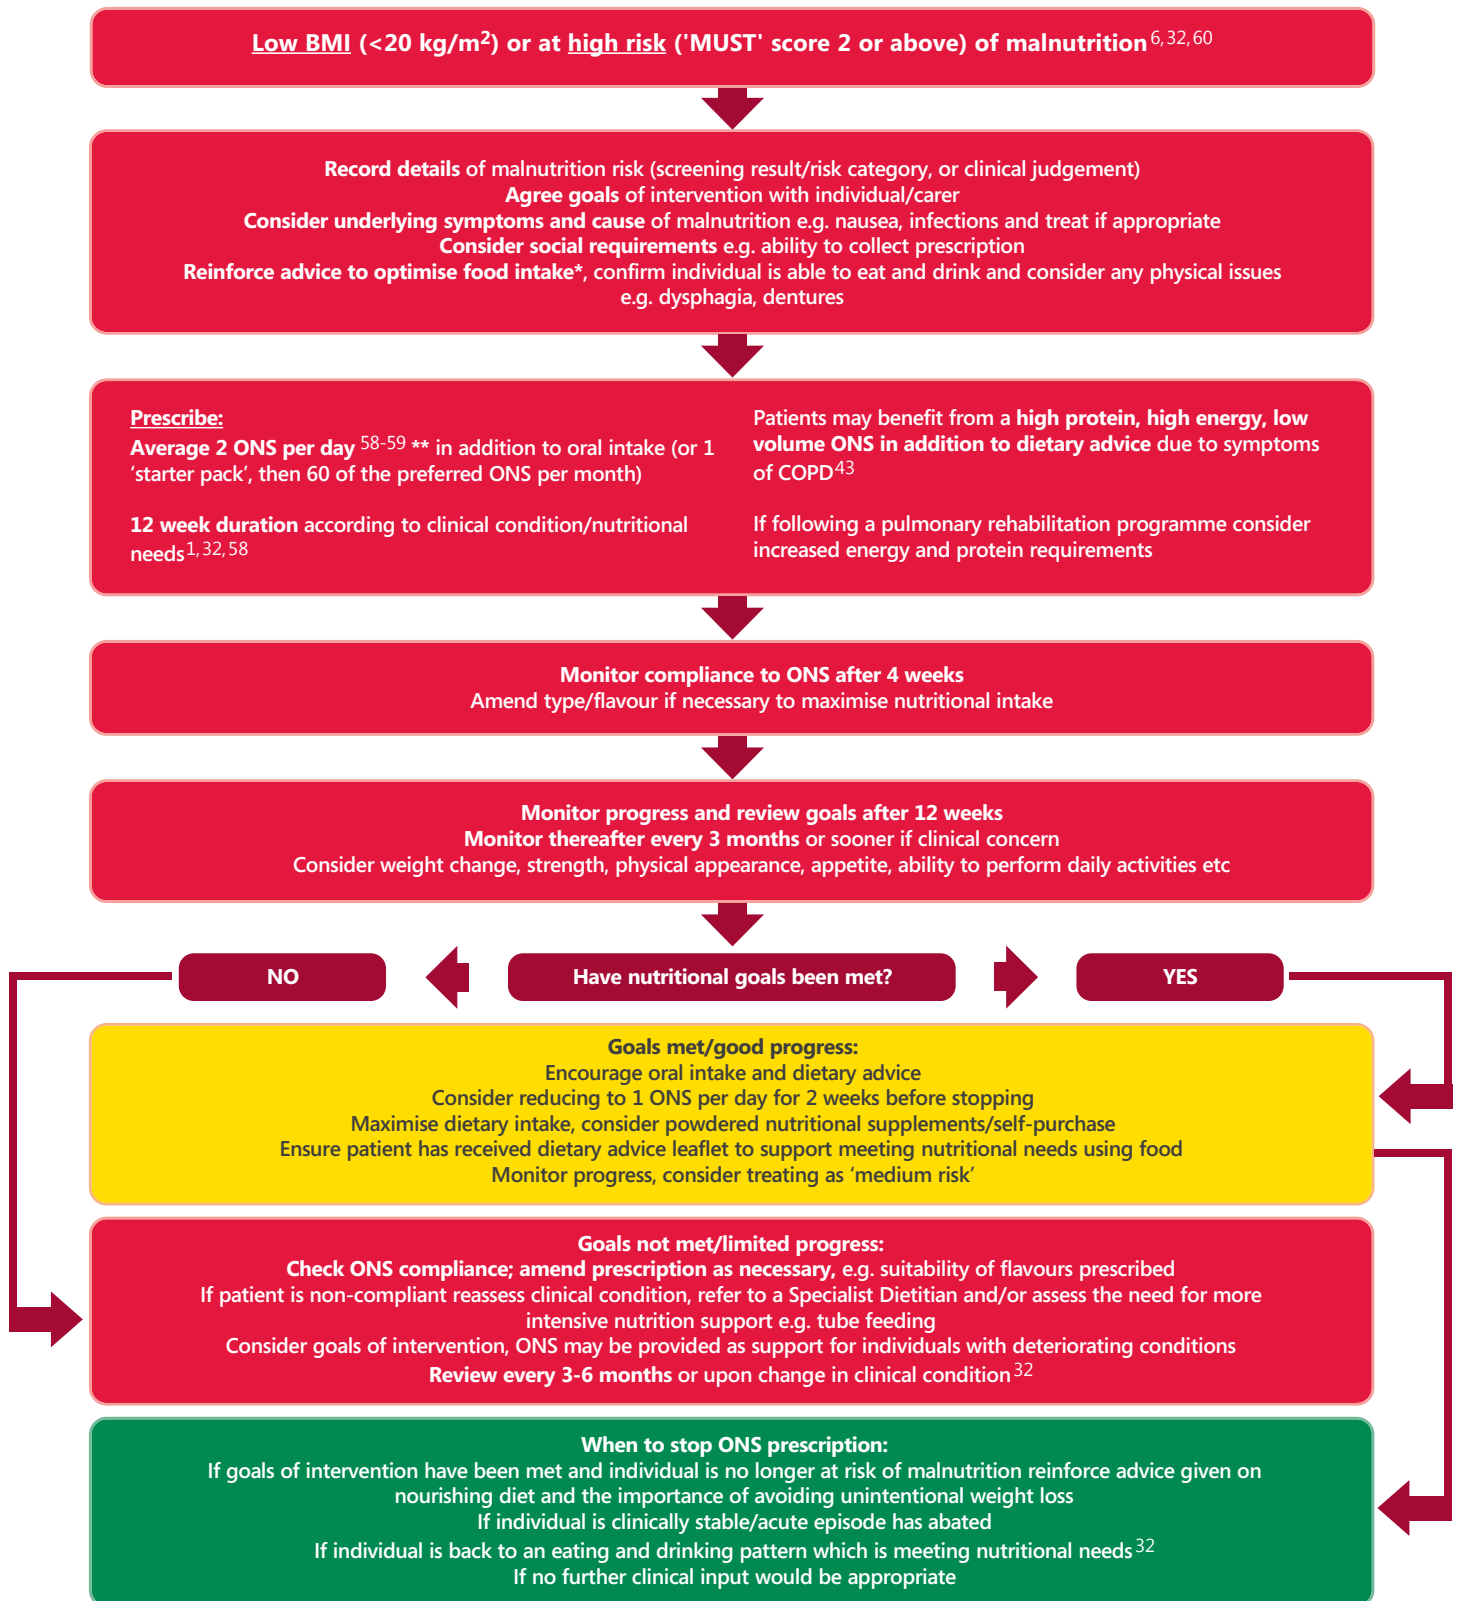 Low BMI (<20 kg/m²) or at high risk ('MUST' score 2 or above) of malnutrition 6,32,60
Record details of malnutrition risk (screening result/risk category, or clinical judgement)
Agree goals of intervention with individual/carer
Consider underlying symptoms and cause of malnutrition e.g. nausea, infections and treat if appropriate
Consider social requirements e.g. ability to collect prescription
Reinforce advice to optimise food intake*, confirm individual is able to eat and drink and consider any physical issues
e.g. dysphagia, dentures
Prescribe:
Average 2 ONS per day 58-59 ** in addition to oral intake (or 1
‘starter pack’, then 60 of the preferred ONS per month)
12 week duration according to clinical condition/nutritional
needs 1,32,58
Patients may benefit from a high protein, high energy, low
volume ONS in addition to dietary advice due to symptoms
of COPD 43
If following a pulmonary rehabilitation programme consider
increased energy and protein requirements
Monitor compliance to ONS after 4 weeks
Amend type/flavour if necessary to maximise nutritional intake
Monitor progress and review goals after 12 weeks
Monitor thereafter every 3 months or sooner if clinical concern
Consider weight change, strength, physical appearance, appetite, ability to perform daily activities etc
NO
Have nutritional goals been met?
YES
Goals met/good progress:
Encourage oral intake and dietary advice
Consider reducing to 1 ONS per day for 2 weeks before stopping
Maximise dietary intake, consider powdered nutritional supplements/self-purchase
Ensure patient has received dietary advice leaflet to support meeting nutritional needs using food
Monitor progress, consider treating as ‘medium risk’
Goals not met/limited progress:
Check ONS compliance; amend prescription as necessary, e.g. suitability of flavours prescribed
If patient is non-compliant reassess clinical condition, refer to a Specialist Dietitian and/or assess the need for more
intensive nutrition support e.g. tube feeding
Consider goals of intervention, ONS may be provided as support for individuals with deteriorating conditions
Review every 3-6 months or upon change in clinical condition 32
When to stop ONS prescription:
If goals of intervention have been met and individual is no longer at risk of malnutrition reinforce advice given on
nourishing diet and the importance of avoiding unintentional weight loss
If individual is clinically stable/acute episode has abated
If individual is back to an eating and drinking pattern which is meeting nutritional needs 32
If no further clinical input would be appropriate